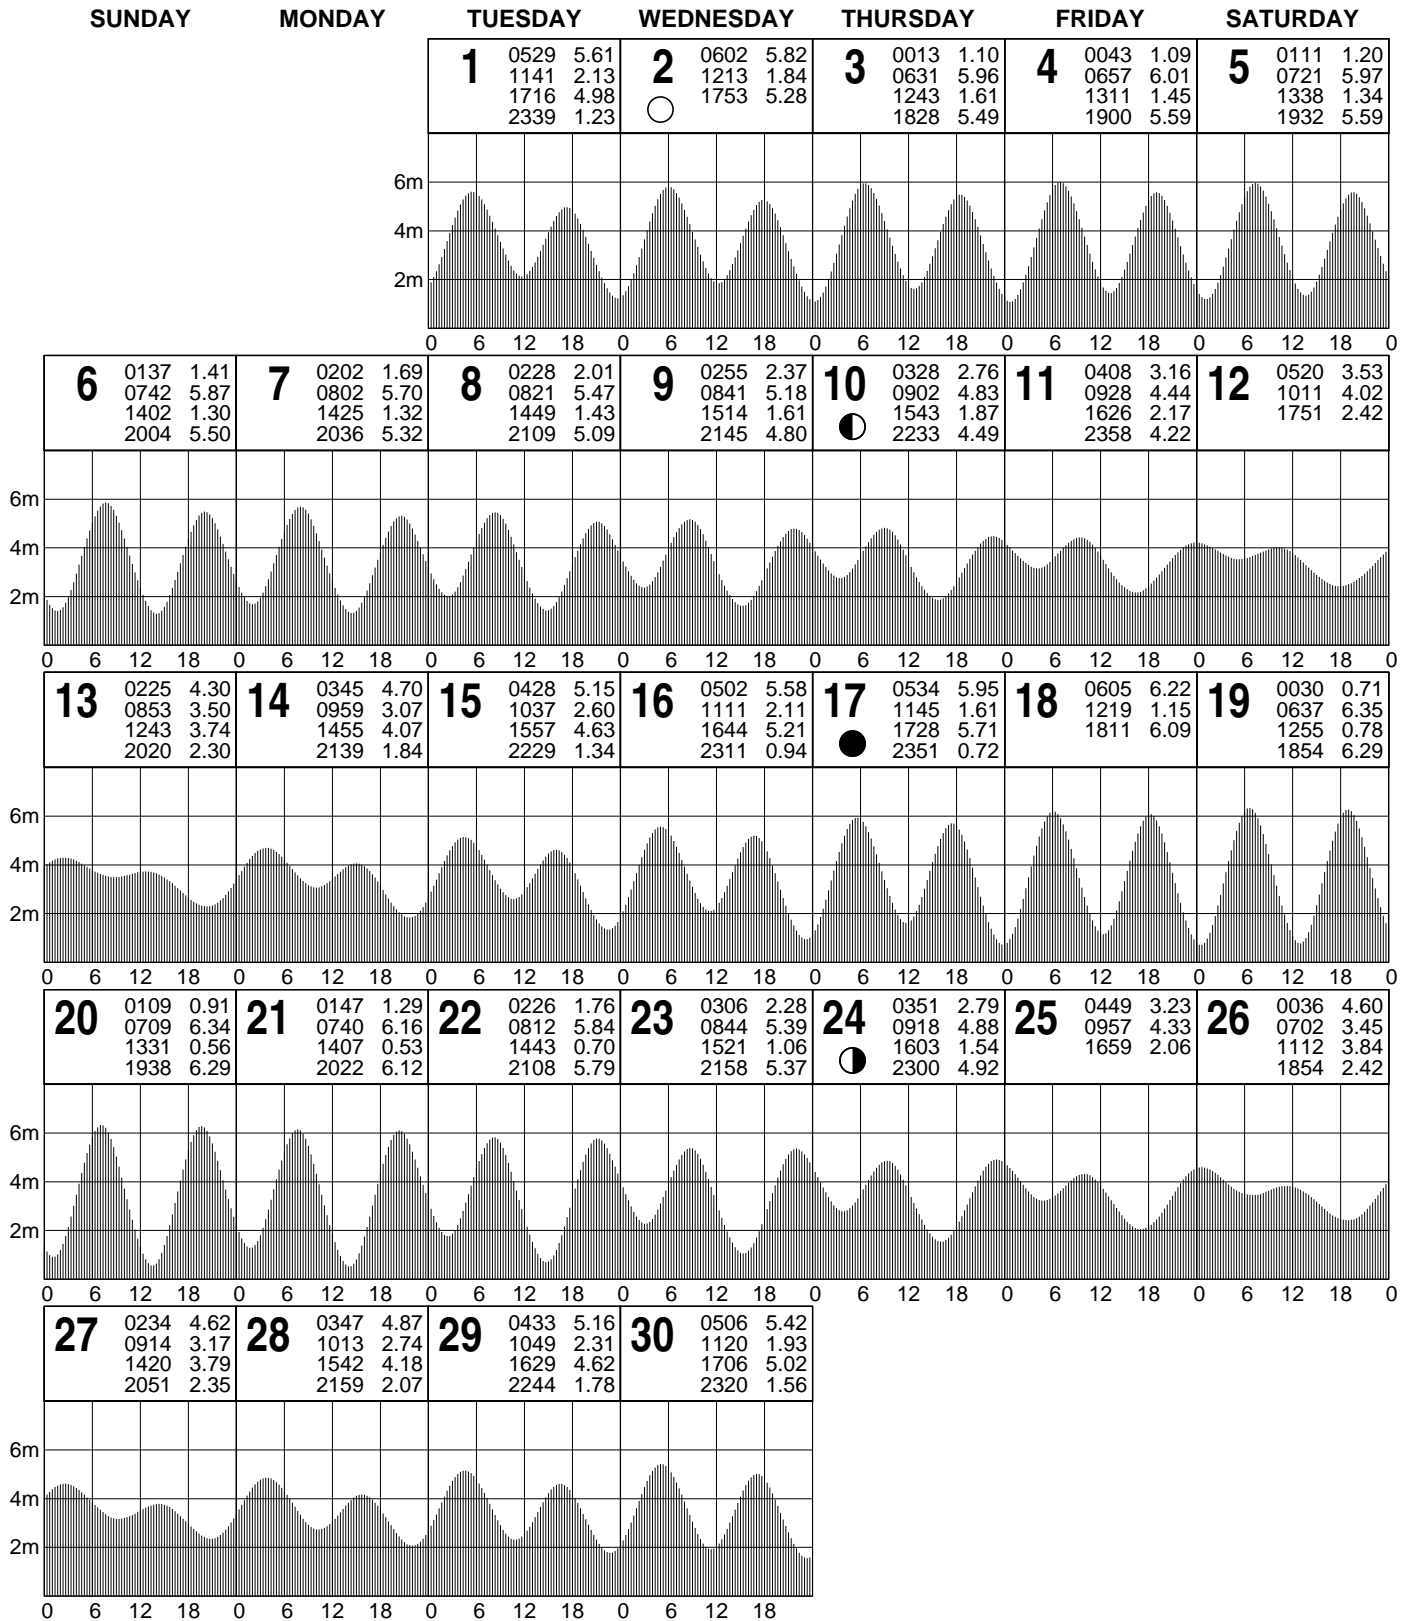 SUNDAY MONDAY TUESDAY WEDNESDAY THURSDAY FRIDAY SATURDAY
1 0529 5.61
1141 2.13
1716 4.98
2339 1.23
2 0602 5.82
1213 1.84
1753 5.28
3 0013 1.10
0631 5.96
1243 1.61
1828 5.49
4 0043 1.09
0657 6.01
1311 1.45
1900 5.59
5 0111 1.20
0721 5.97
1338 1.34
1932 5.59
6m
4m
2m
0 6 12 18 0 6 12 18 0 6 12 18 0 6 12 18 0 6 12 18 0
6 0137 1.41
0742 5.87
1402 1.30
2004 5.50
7 0202 1.69
0802 5.70
1425 1.32
2036 5.32
8 0228 2.01
0821 5.47
1449 1.43
2109 5.09
9 0255 2.37
0841 5.18
1514 1.61
2145 4.80
10 0328 2.76
0902 4.83
1543 1.87
2233 4.49
11 0408 3.16
0928 4.44
1626 2.17
2358 4.22
12 0520 3.53
1011 4.02
1751 2.42
6m
4m
2m
0 6 12 18 0 6 12 18 0 6 12 18 0 6 12 18 0 6 12 18 0 6 12 18 0 6 12 18 0
13 0225 4.30
0853 3.50
1243 3.74
2020 2.30
14 0345 4.70
0959 3.07
1455 4.07
2139 1.84
15 0428 5.15
1037 2.60
1557 4.63
2229 1.34
16 0502 5.58
1111 2.11
1644 5.21
2311 0.94
17 0534 5.95
1145 1.61
1728 5.71
2351 0.72
18 0605 6.22
1219 1.15
1811 6.09
19 0030 0.71
0637 6.35
1255 0.78
1854 6.29
6m
4m
2m
0 6 12 18 0 6 12 18 0 6 12 18 0 6 12 18 0 6 12 18 0 6 12 18 0 6 12 18 0
20 0109 0.91
0709 6.34
1331 0.56
1938 6.29
21 0147 1.29
0740 6.16
1407 0.53
2022 6.12
22 0226 1.76
0812 5.84
1443 0.70
2108 5.79
23 0306 2.28
0844 5.39
1521 1.06
2158 5.37
24 0351 2.79
0918 4.88
1603 1.54
2300 4.92
25 0449 3.23
0957 4.33
1659 2.06
26 0036 4.60
0702 3.45
1112 3.84
1854 2.42
6m
4m
2m
0 6 12 18 0 6 12 18 0 6 12 18 0 6 12 18 0 6 12 18 0 6 12 18 0 6 12 18 0
27 0234 4.62
0914 3.17
1420 3.79
2051 2.35
28 0347 4.87
1013 2.74
1542 4.18
2159 2.07
29 0433 5.16
1049 2.31
1629 4.62
2244 1.78
30 0506 5.42
1120 1.93
1706 5.02
2320 1.56
6m
4m
2m
0 6 12 18 0 6 12 18 0 6 12 18 0 6 12 18